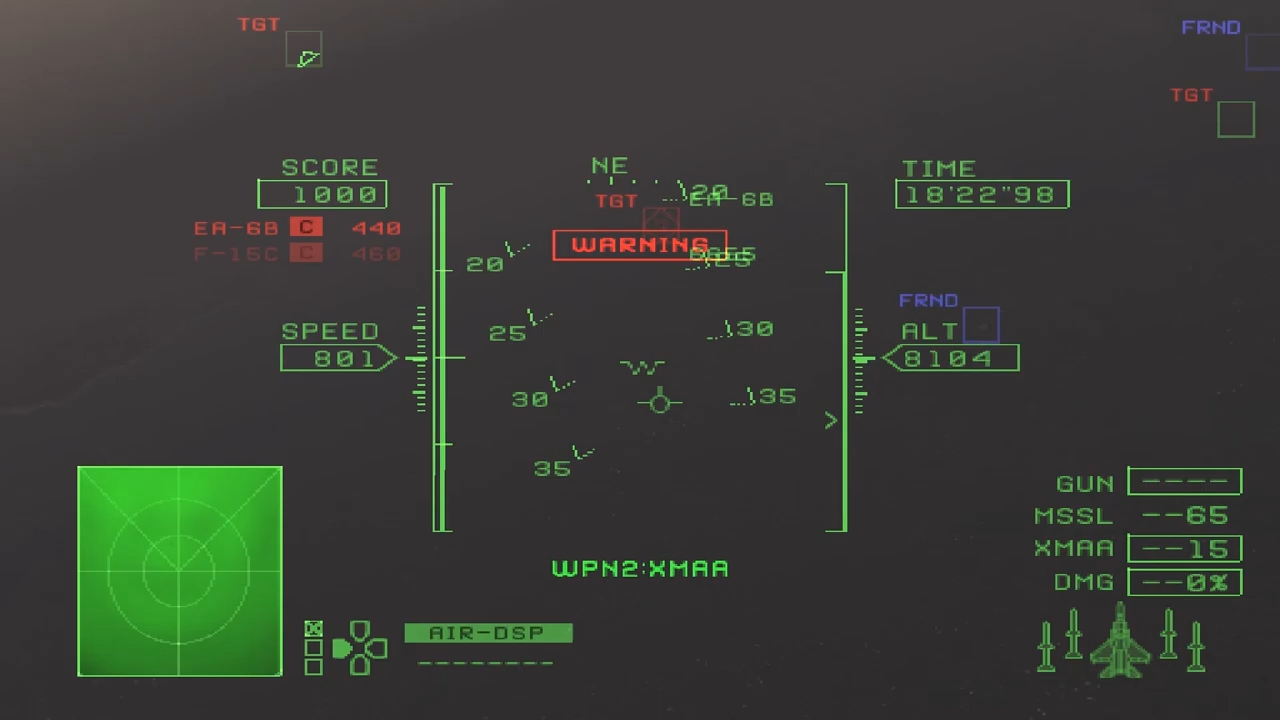 TGT
FRND
TGT
SCORE
1000
NE
TIME
18'22"98
TGT
20
EA-6B
EA-6B C 440
WARNING
F-15C C 460
20
25
FRND
SPEED
801
25
30
ALT
8104
30
35
35
GUN ----
MSSL --65
XMAA --15
WPN2:XMAA
DMG --0%
AIR-DSP
--------